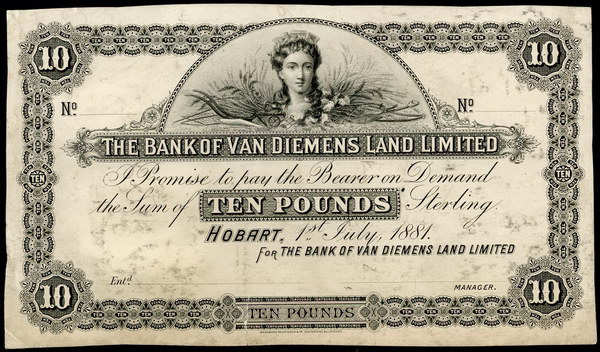 10 10
Nº Nº
THE BANK OF VAN DIEMENS LAND LIMITED
I Promise to pay the Bearer on Demand
the Sum of TEN POUNDS Sterling.
HOBART, 1st July, 1881.
FOR THE BANK OF VAN DIEMENS LAND LIMITED
Entd. MANAGER.
10 TEN POUNDS 10